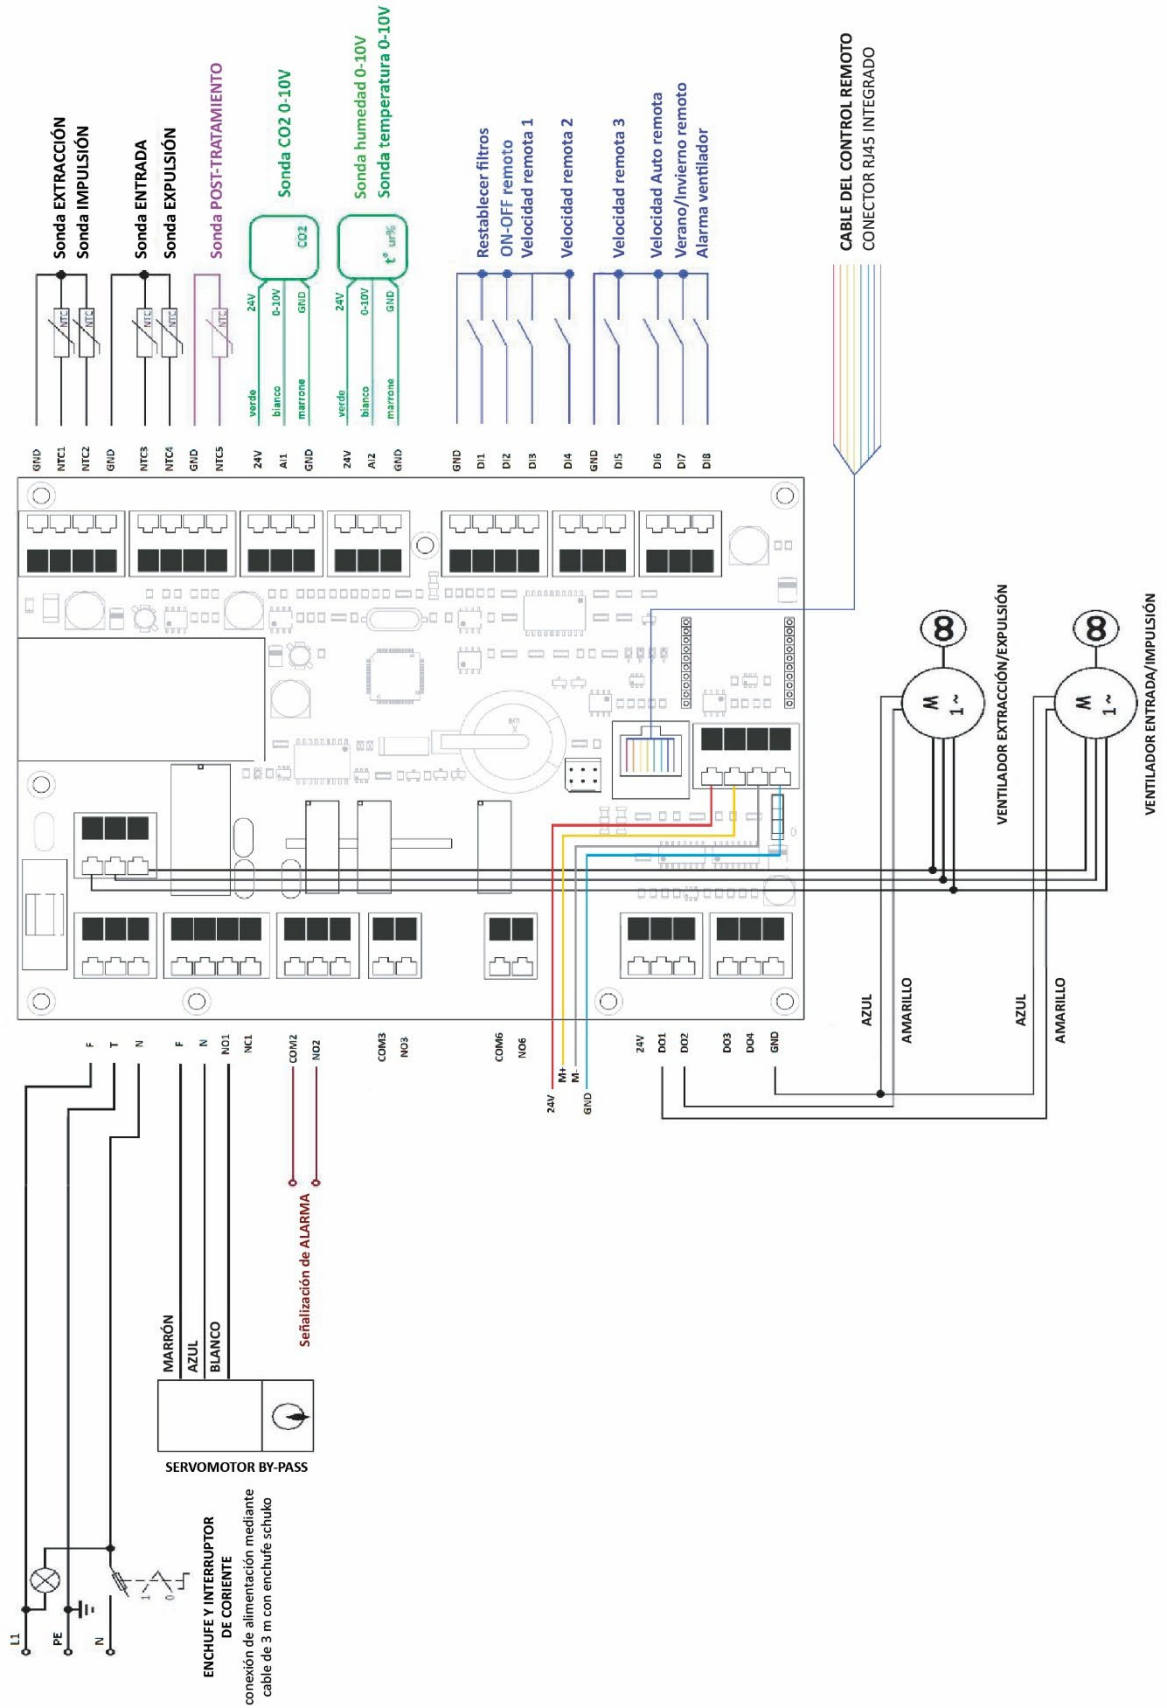 Sonda EXTRACCIÓN
Sonda IMPULSIÓN
Sonda ENTRADA
Sonda EXPULSIÓN
Sonda POST-TRATAMIENTO
Sonda CO2 0-10V
Sonda humedad 0-10V
Sonda temperatura 0-10V
Restablecer filtros
ON-OFF remoto
Velocidad remota 1
Velocidad remota 2
Velocidad remota 3
Velocidad Auto remota
Verano/Invierno remoto
Alarma ventilador
CABLE DEL CONTROL REMOTO
CONECTOR RJ45 INTEGRADO
NTC
NTC
NTC
NTC
NTC
CO2
t° ur%
24V
0-10V
GND
24V
0-10V
GND
verde
bianco
marrone
verde
bianco
marrone
GND
NTC1
NTC2
GND
NTC3
NTC4
GND
NTC5
24V
AI1
GND
24V
AI2
GND
GND
DI1
DI2
DI3
DI4
GND
DI5
DI6
DI7
DI8
M
1~
VENTILADOR EXTRACCIÓN/EXPULSIÓN
M
1~
VENTILADOR ENTRADA/IMPULSIÓN
AZUL
AMARILLO
AZUL
AMARILLO
F
T
N
F
N
NO1
NC1
COM2
NO2
COM3
NO3
COM6
NO6
24V
M+
M-
GND
24V
DO1
DO2
DO3
DO4
GND
Señalización de ALARMA
MARRÓN
AZUL
BLANCO
SERVOMOTOR BY-PASS
L1
PE
N
1
0
ENCHUFE Y INTERRUPTOR
DE CORIENTE
conexión de alimentación mediante
cable de 3 m con enchufe schuko